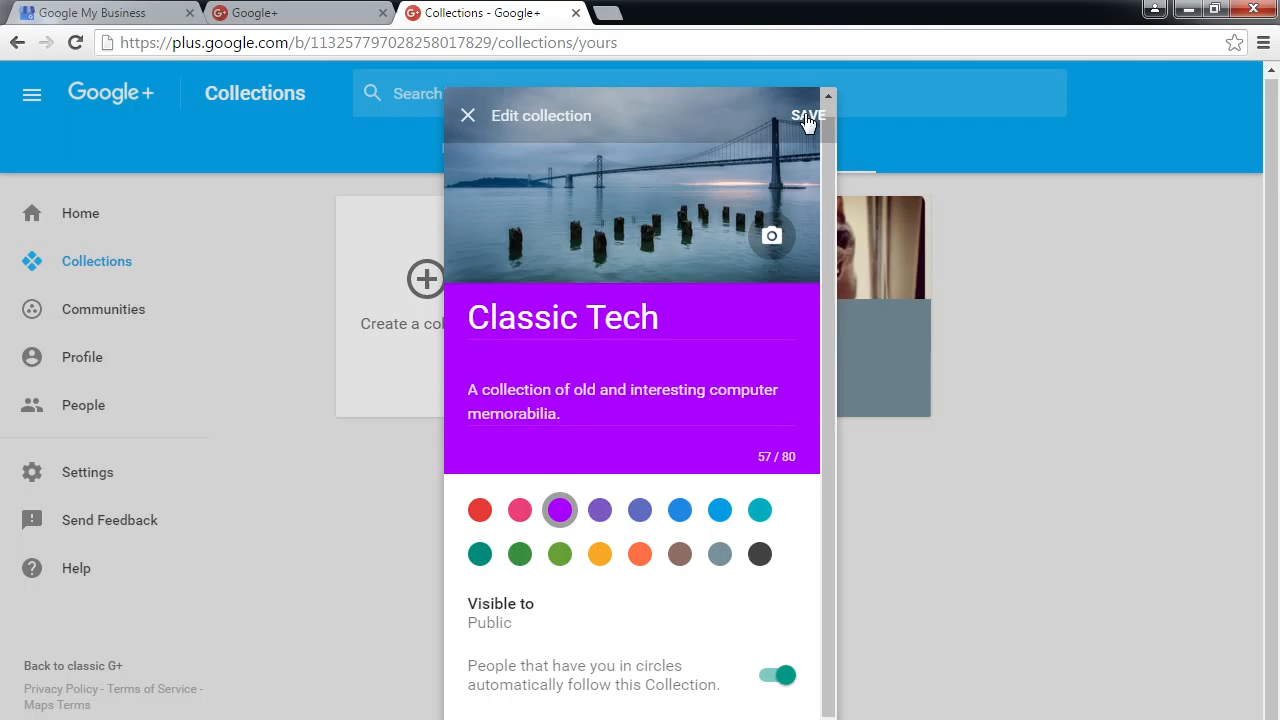 Google My Business
Google+
Collections - Google+
https://plus.google.com/b/113257797028258017829/collections/yours
Google+
Collections
Search
Edit collection
SAVE
Home
Collections
Communities
Profile
People
Settings
Send Feedback
Help
Create a col
Classic Tech
A collection of old and interesting computer
memorabilia.
57 / 80
Visible to
Public
People that have you in circles
automatically follow this Collection.
Back to classic G+
Privacy Policy - Terms of Service -
Maps Terms